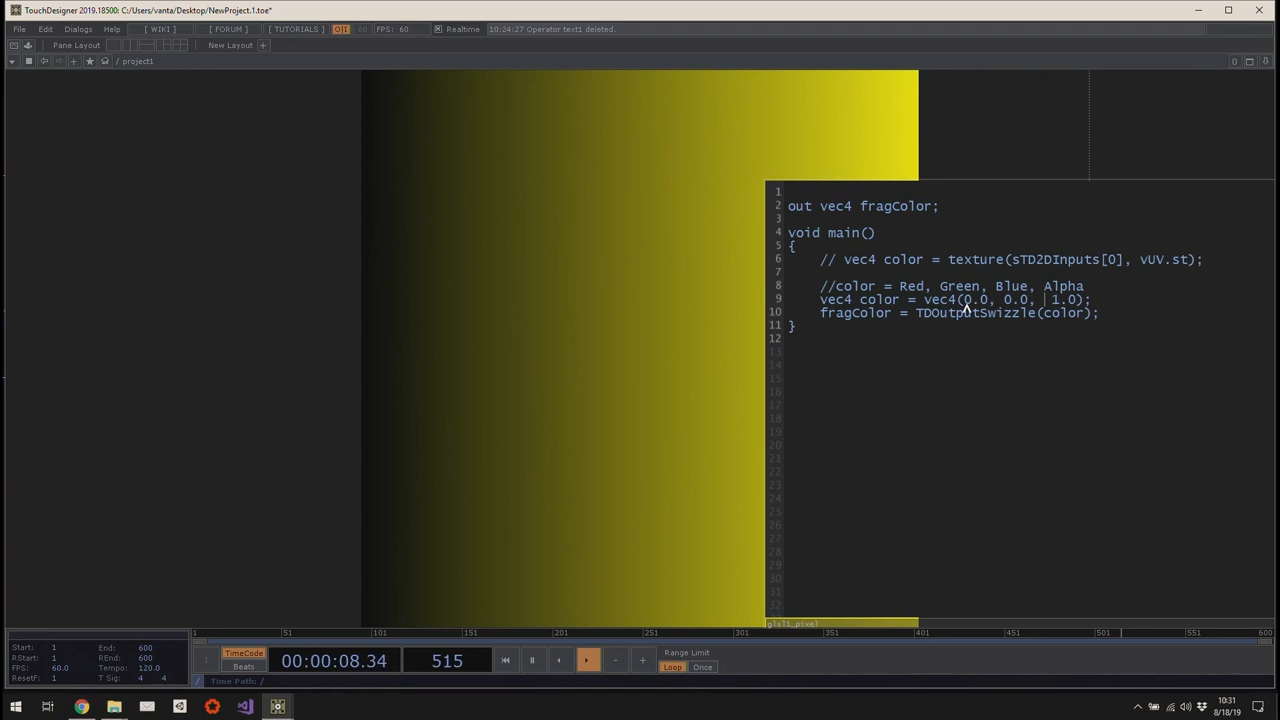 TouchDesigner 2019.18500: C:/Users/vanta/Desktop/NewProject.1.toe*
File Edit Dialogs Help [ WIKI ] [ FORUM ] [ TUTORIALS ] O|I 60 FPS: 60 Realtime 10:24:27 Operator text1 deleted.
Pane Layout New Layout +
/ project1 0
1
2 out vec4 fragColor;
3
4 void main()
5 {
6 // vec4 color = texture(sTD2DInputs[0], vUV.st);
7
8 //color = Red, Green, Blue, Alpha
9 vec4 color = vec4(0.0, 0.0, 1.0);
10 fragColor = TDOutputSwizzle(color);
11 }
12
13
14
15
16
17
18
19
20
21
22
23
24
25
26
27
28
29
30
31
32
glsl1_pixel
1 51 101 151 201 251 301 351 401 451 501 551 600
Start: 1 End: 600
RStart: 1 REnd: 600
FPS: 60.0 Tempo: 120.0
ResetF: 1 T Sig: 4 4
TimeCode
Beats
00:00:08.34 515
Range Limit
Loop Once
/ Time Path: /
10:31
8/18/19